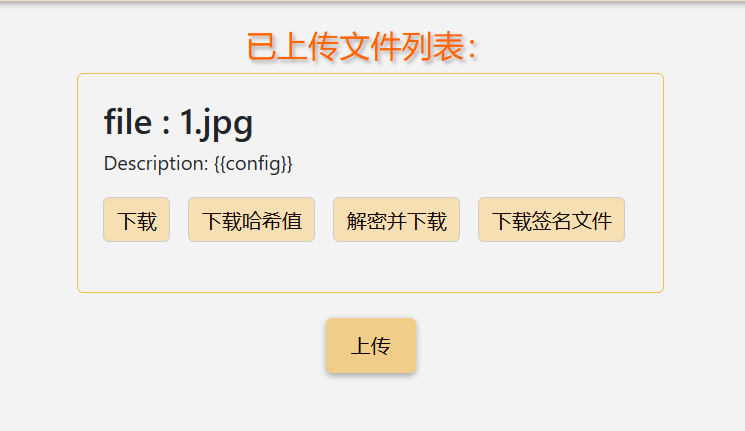 已上传文件列表：
file : 1.jpg
Description: {{config}}
下载 下载哈希值 解密并下载 下载签名文件
上传